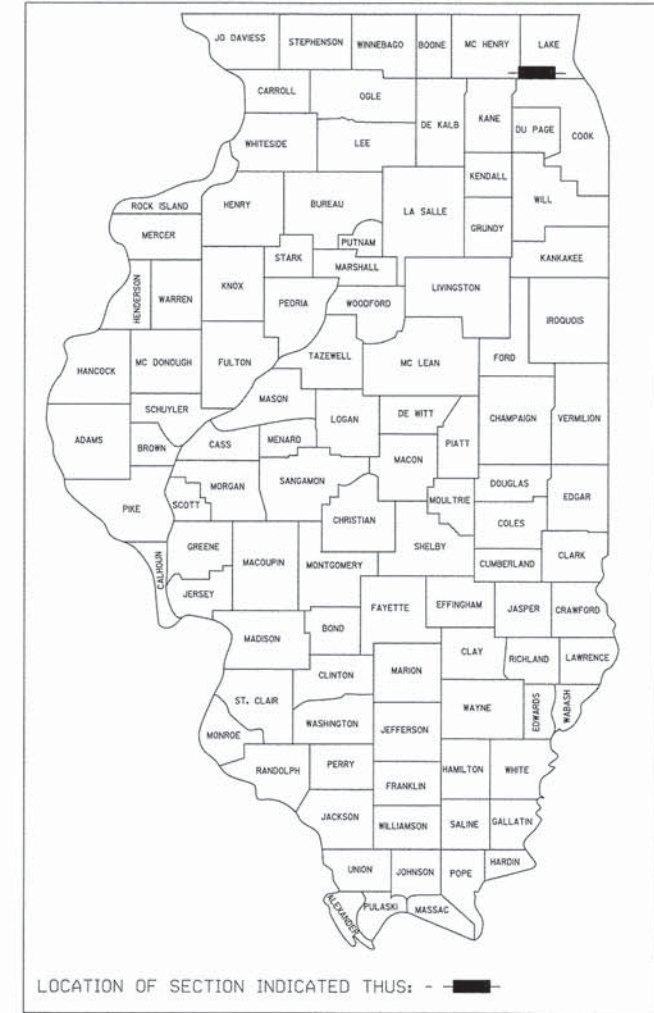 JO DAVIESS
STEPHENSON
WINNEBAGO
BOONE
MC HENRY
LAKE
CARROLL
OGLE
DE KALB
KANE
DU PAGE
COOK
WHITESIDE
LEE
KENDALL
WILL
ROCK ISLAND
HENRY
BUREAU
LA SALLE
GRUNDY
MERCER
PUTNAM
STARK
MARSHALL
KANKAKEE
HENDERSON
WARREN
KNOX
PEORIA
WOODFORD
LIVINGSTON
IROQUOIS
HANCOCK
MC DONOUGH
FULTON
TAZEWELL
MC LEAN
FORD
SCHUYLER
MASON
LOGAN
DE WITT
CHAMPAIGN
VERMILION
ADAMS
BROWN
CASS
MENARD
MACON
PIATT
PIKE
SCOTT
MORGAN
SANGAMON
CHRISTIAN
MOULTRIE
DOUGLAS
EDGAR
COLES
CALHOUN
GREENE
MACOUPIN
MONTGOMERY
SHELBY
CUMBERLAND
CLARK
JERSEY
FAYETTE
EFFINGHAM
JASPER
CRAWFORD
MADISON
BOND
CLAY
RICHLAND
LAWRENCE
CLINTON
MARION
ST. CLAIR
WAYNE
EDWARDS
WABASH
MONROE
WASHINGTON
JEFFERSON
RANDOLPH
PERRY
HAMILTON
WHITE
FRANKLIN
JACKSON
WILLIAMSON
SALINE
GALLATIN
UNION
JOHNSON
POPE
HARDIN
ALEXANDER
PULASKI
MASSAC
LOCATION OF SECTION INDICATED THUS: -